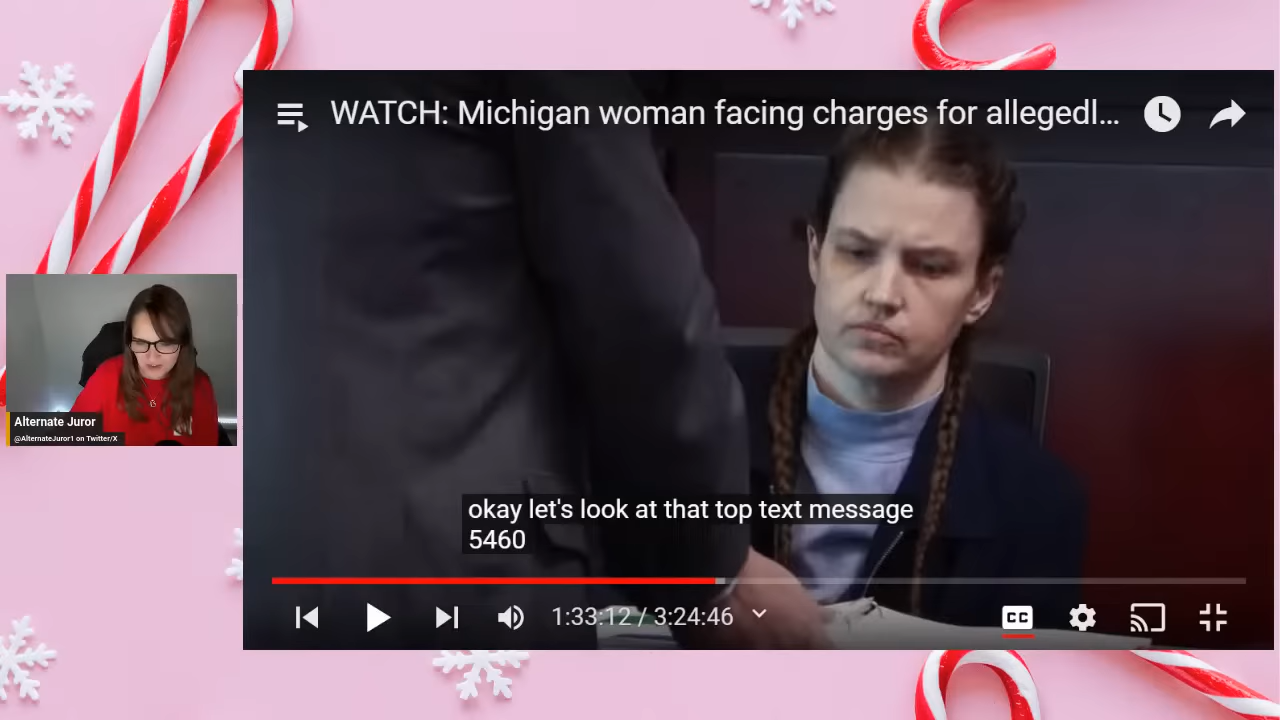 WATCH: Michigan woman facing charges for allegedl...
Alternate Juror
@AlternateJuror1 on Twitter/X
okay let's look at that top text message
5460
1:33:12 / 3:24:46
CC